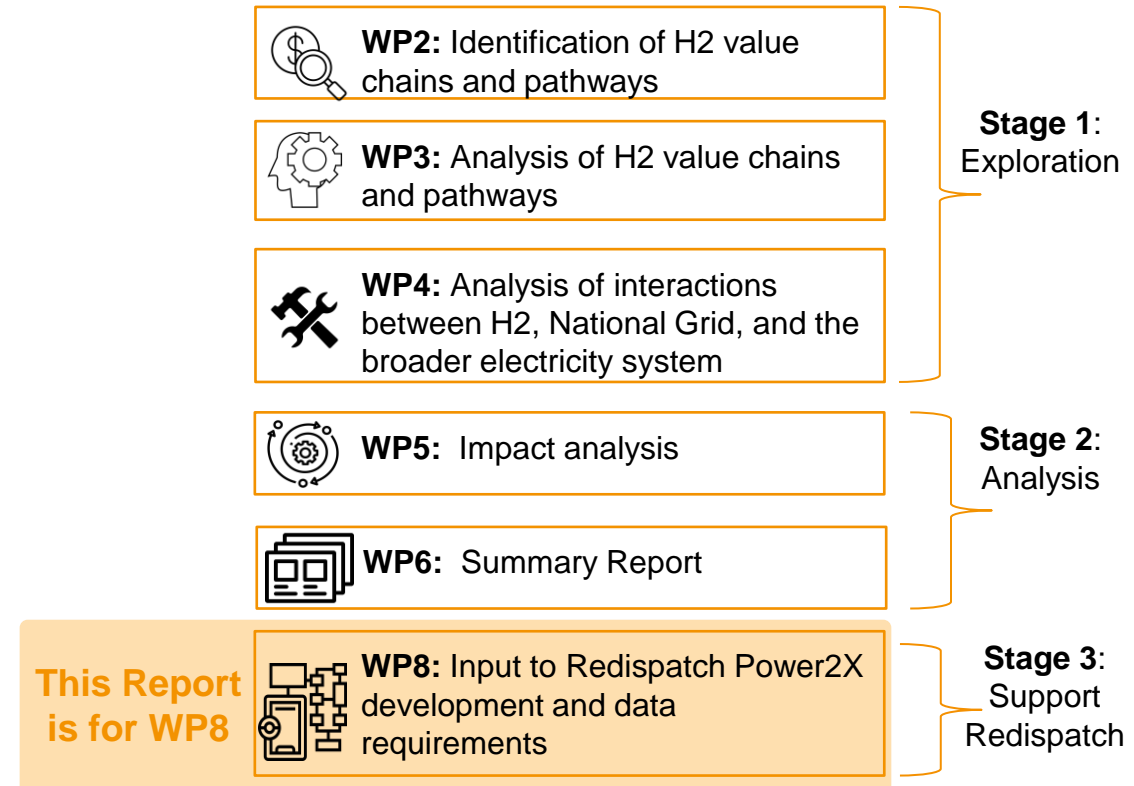 WP2: Identification of H2 value
chains and pathways
WP3: Analysis of H2 value chains
and pathways
WP4: Analysis of interactions
between H2, National Grid, and the
broader electricity system
Stage 1:
Exploration
WP5: Impact analysis
WP6: Summary Report
Stage 2:
Analysis
This Report
is for WP8
WP8: Input to Redispatch Power2X
development and data
requirements
Stage 3:
Support
Redispatch